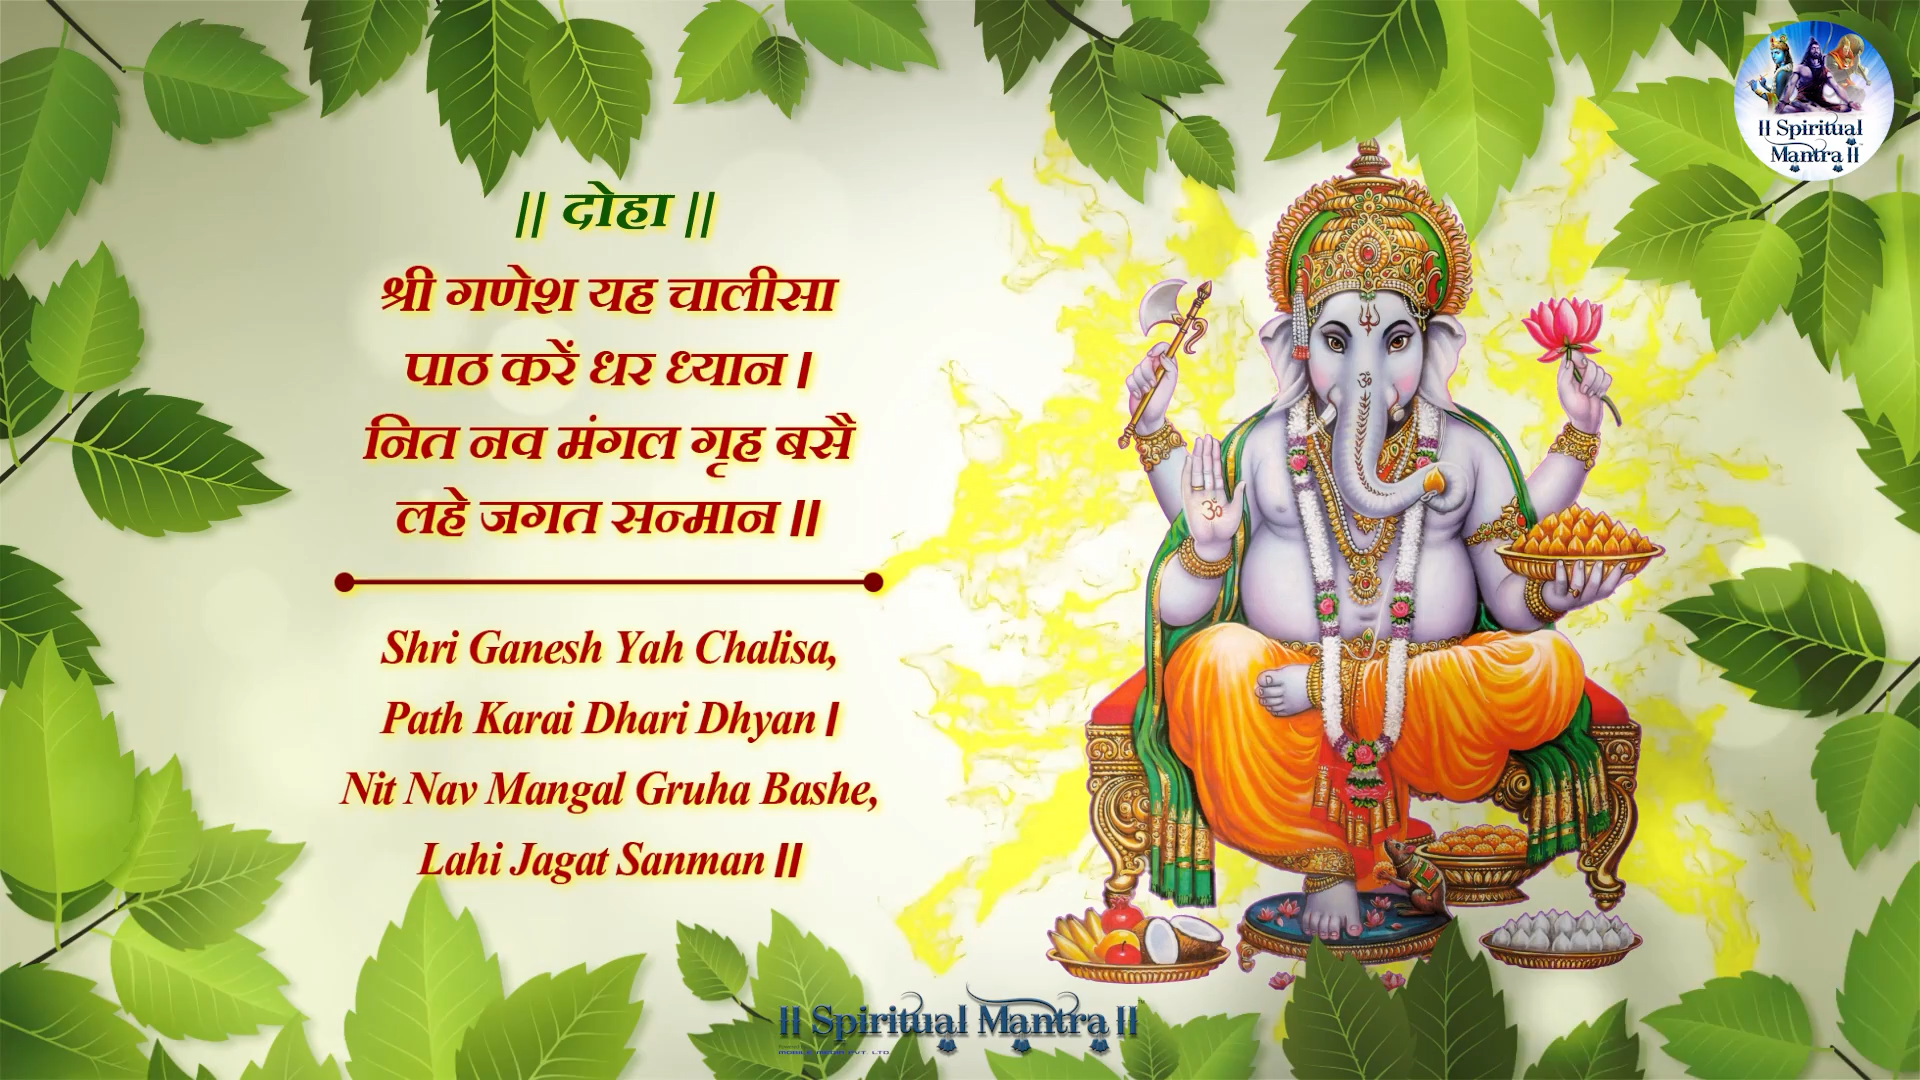 || दोहा ||
श्री गणेश यह चालीसा
पाठ करें धर ध्यान |
नित नव मंगल गृह बसै
लहे जगत सन्मान ||
Shri Ganesh Yah Chalisa,
Path Karai Dhari Dhyan |
Nit Nav Mangal Gruha Bashe,
Lahi Jagat Sanman ||
|| Spiritual
Mantra ||
ॐ
ॐ
|| Spiritual Mantra ||